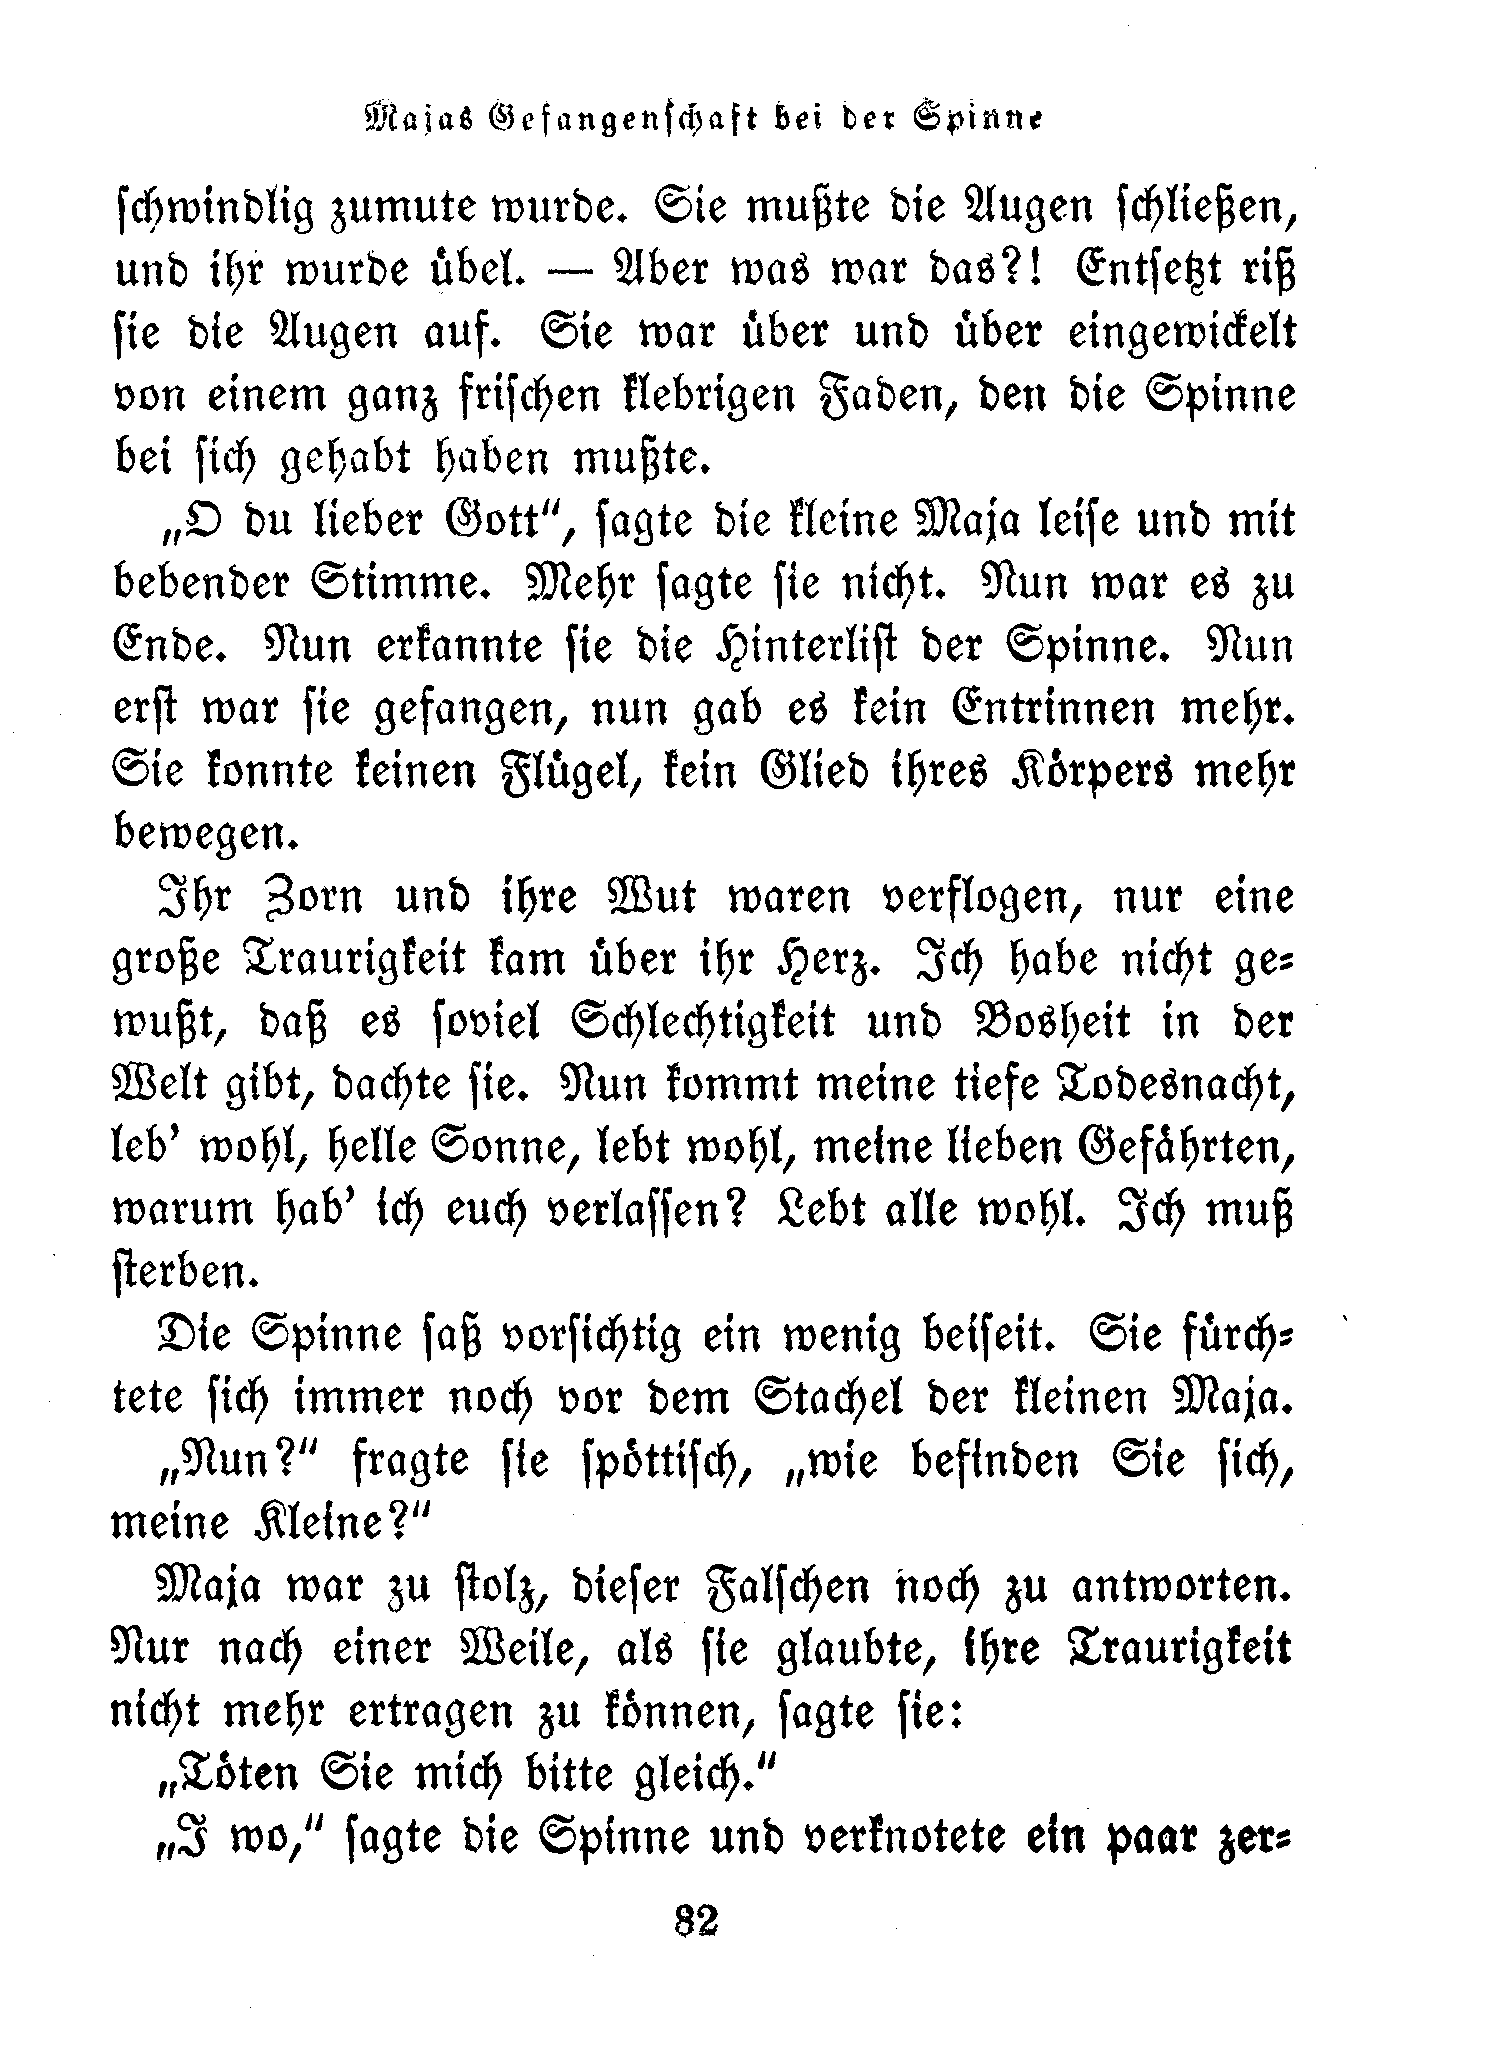 Majas Gefangenschaft bei der Spinne
schwindlig zumute wurde. Sie mußte die Augen schließen,
und ihr wurde übel. — Aber was war das?! Entsetzt riß
sie die Augen auf. Sie war über und über eingewickelt
von einem ganz frischen klebrigen Faden, den die Spinne
bei sich gehabt haben mußte.
„O du lieber Gott“, sagte die kleine Maja leise und mit
bebender Stimme. Mehr sagte sie nicht. Nun war es zu
Ende. Nun erkannte sie die Hinterlist der Spinne. Nun
erst war sie gefangen, nun gab es kein Entrinnen mehr.
Sie konnte keinen Flügel, kein Glied ihres Körpers mehr
bewegen.
Ihr Zorn und ihre Wut waren verflogen, nur eine
große Traurigkeit kam über ihr Herz. Ich habe nicht ge-
wußt, daß es soviel Schlechtigkeit und Bosheit in der
Welt gibt, dachte sie. Nun kommt meine tiefe Todesnacht,
leb’ wohl, helle Sonne, lebt wohl, meine lieben Gefährten,
warum hab’ ich euch verlassen? Lebt alle wohl. Ich muß
sterben.
Die Spinne saß vorsichtig ein wenig beiseit. Sie fürch-
tete sich immer noch vor dem Stachel der kleinen Maja.
„Nun?“ fragte sie spöttisch, „wie befinden Sie sich,
meine Kleine?“
Maja war zu stolz, dieser Falschen noch zu antworten.
Nur nach einer Weile, als sie glaubte, ihre Traurigkeit
nicht mehr ertragen zu können, sagte sie:
„Töten Sie mich bitte gleich.“
„I wo,“ sagte die Spinne und verknotete ein paar zer-
82